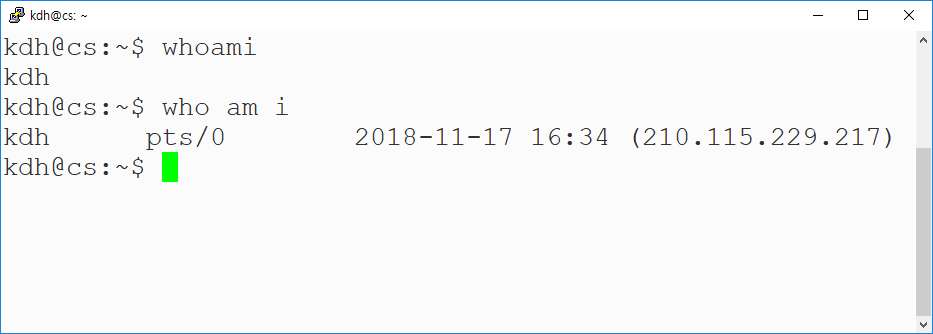 kdh@cs: ~
kdh@cs:~$ whoami
kdh
kdh@cs:~$ who am i
kdh      pts/0        2018-11-17 16:34 (210.115.229.217)
kdh@cs:~$